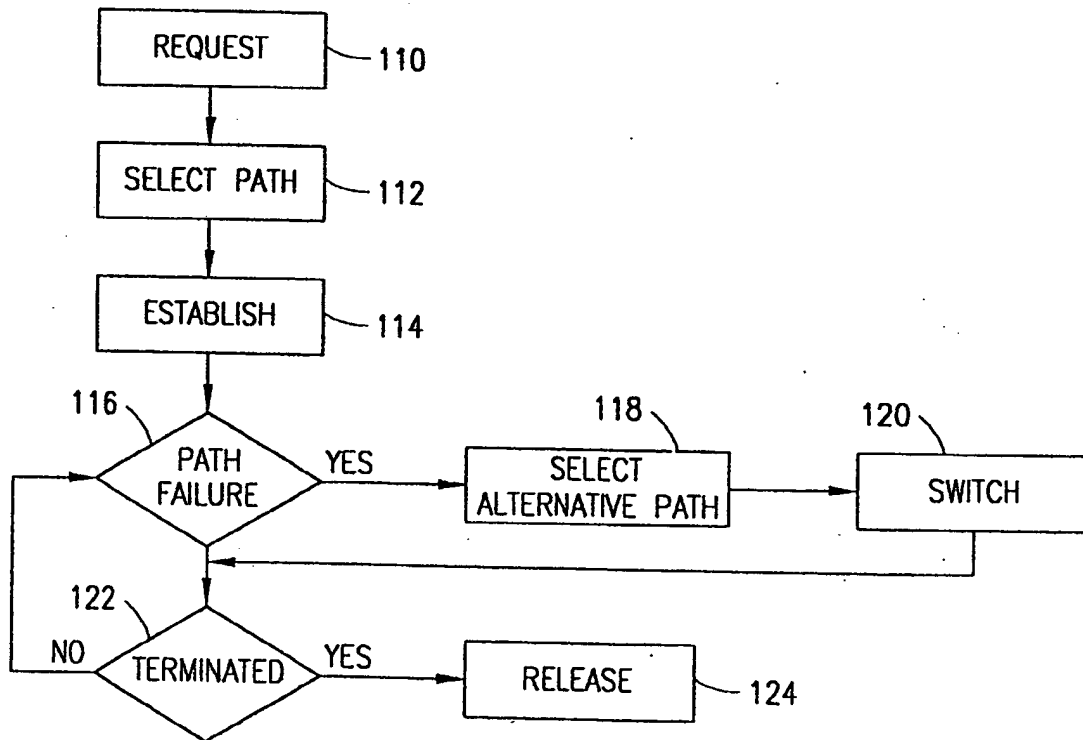 REQUEST
110
SELECT PATH
112
ESTABLISH
114
116
PATH
FAILURE
YES
118
SELECT
ALTERNATIVE PATH
120
SWITCH
122
NO
TERMINATED
YES
RELEASE
124